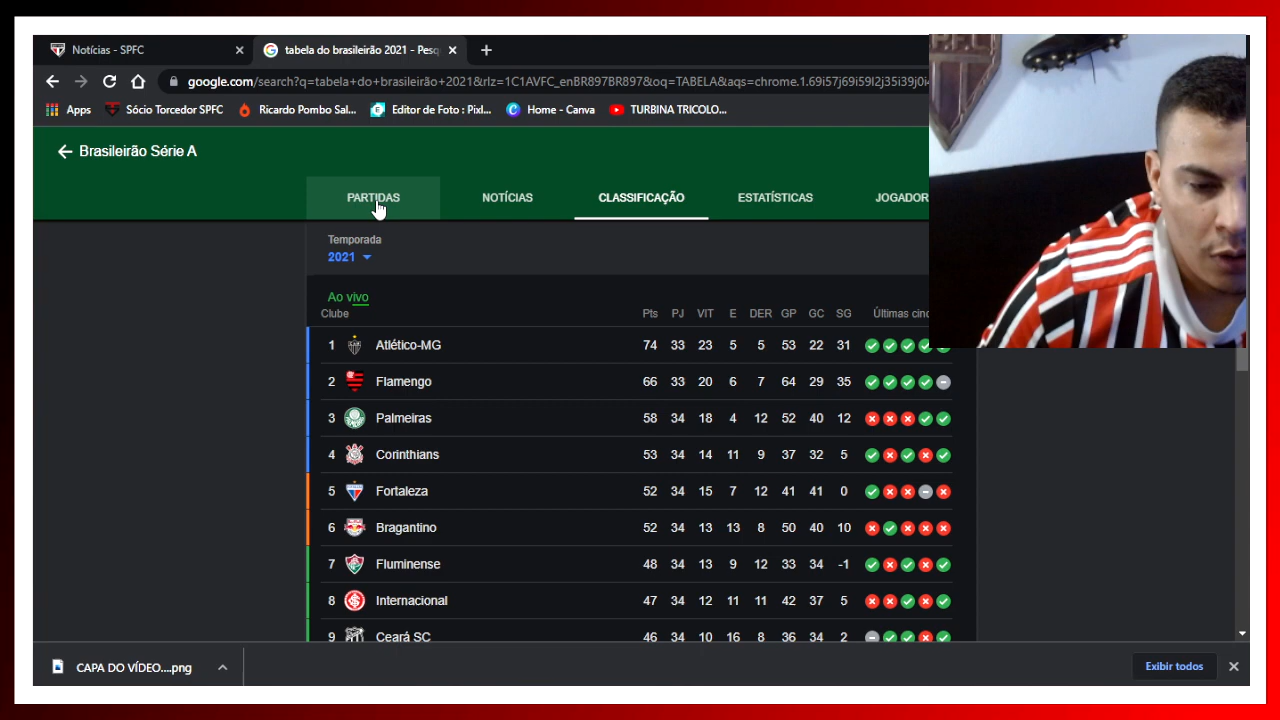 Notícias - SPFC
tabela do brasileirão 2021 - Pesq
google.com/search?q=tabela+do+brasileirão+2021&rlz=1C1AVFC_enBR897BR897&oq=TABELA&aqs=chrome.1.69i57j69i59l2j35i39j0i4
Apps Sócio Torcedor SPFC Ricardo Pombo Sal... Editor de Foto : Pixl... Home - Canva TURBINA TRICOLO...
Brasileirão Série A
PARTIDAS NOTÍCIAS CLASSIFICAÇÃO ESTATÍSTICAS JOGADOR
Temporada
2021
Ao vivo
Clube Pts PJ VIT E DER GP GC SG Últimas cinc
1 Atlético-MG 74 33 23 5 5 53 22 31
2 Flamengo 66 33 20 6 7 64 29 35
3 Palmeiras 58 34 18 4 12 52 40 12
4 Corinthians 53 34 14 11 9 37 32 5
5 Fortaleza 52 34 15 7 12 41 41 0
6 Bragantino 52 34 13 13 8 50 40 10
7 Fluminense 48 34 13 9 12 33 34 -1
8 Internacional 47 34 12 11 11 42 37 5
9 Ceará SC 46 34 10 16 8 36 34 2
CAPA DO VÍDEO....png
Exibir todos